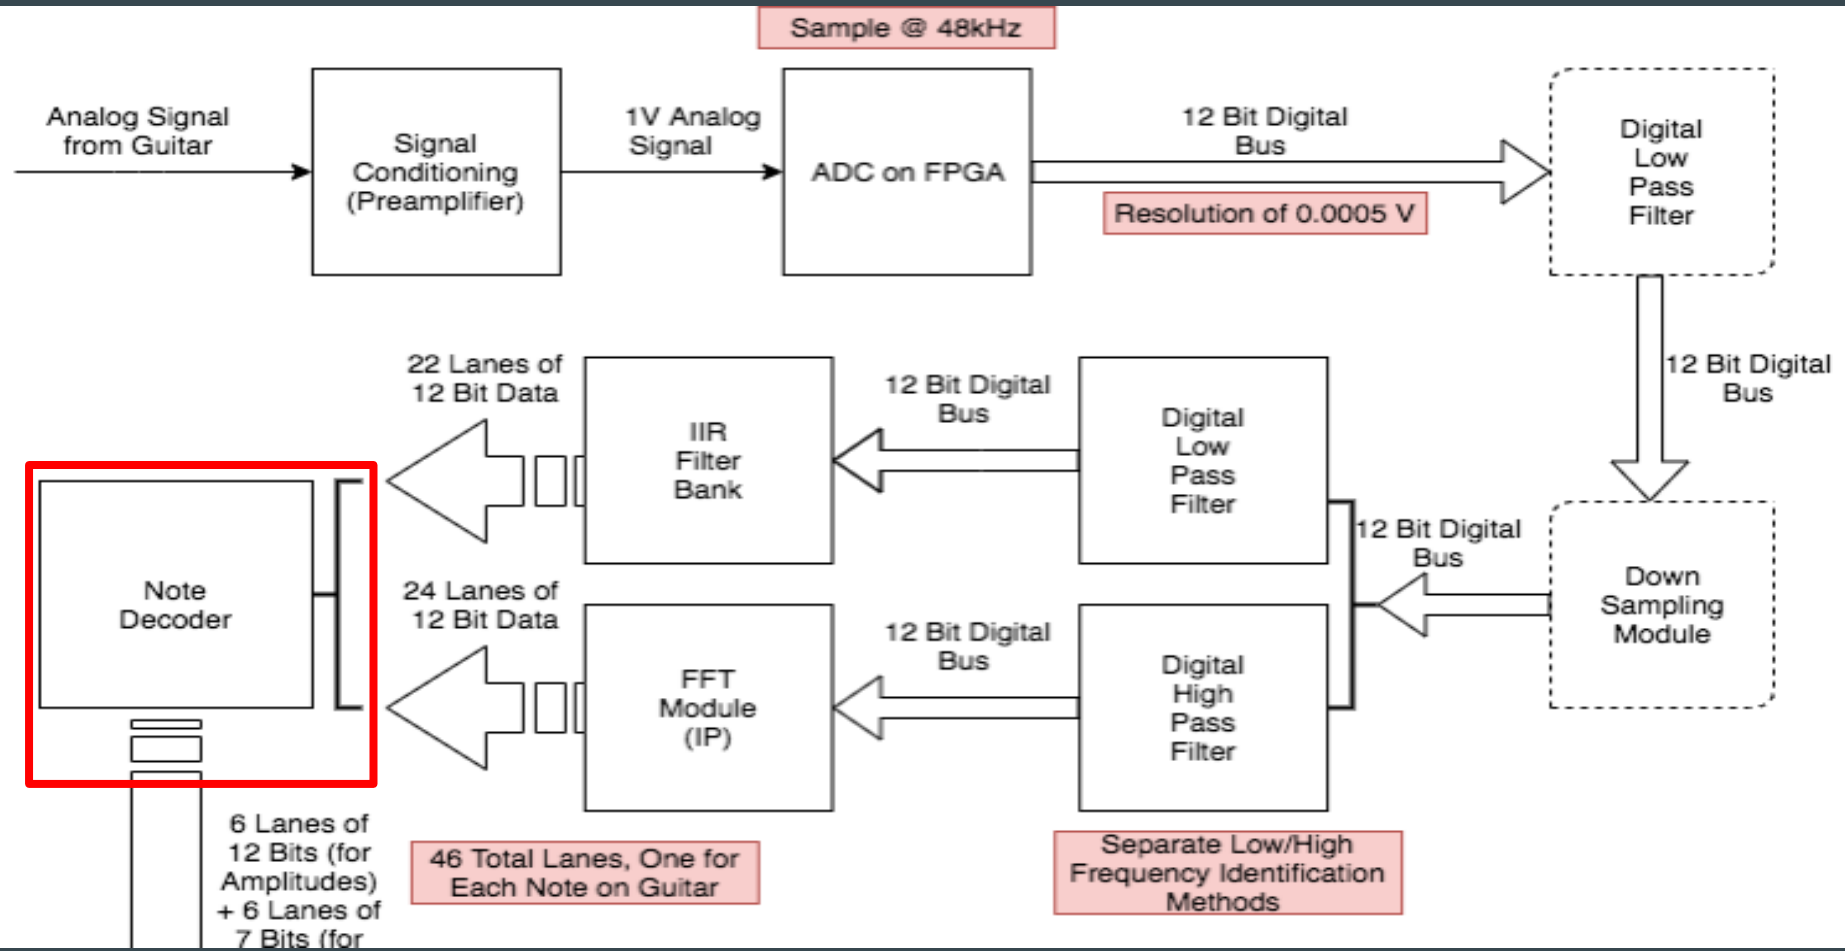 Sample @ 48kHz
Analog Signal
from Guitar
Signal
Conditioning
(Preamplifier)
1V Analog
Signal
ADC on FPGA
12 Bit Digital
Bus
Resolution of 0.0005 V
Digital
Low
Pass
Filter
12 Bit Digital
Bus
22 Lanes of
12 Bit Data
IIR
Filter
Bank
12 Bit Digital
Bus
Digital
Low
Pass
Filter
12 Bit Digital
Bus
Down
Sampling
Module
Note
Decoder
24 Lanes of
12 Bit Data
FFT
Module
(IP)
12 Bit Digital
Bus
Digital
High
Pass
Filter
6 Lanes of
12 Bits (for
Amplitudes)
+ 6 Lanes of
7 Bits (for
46 Total Lanes, One for
Each Note on Guitar
Separate Low/High
Frequency Identification
Methods